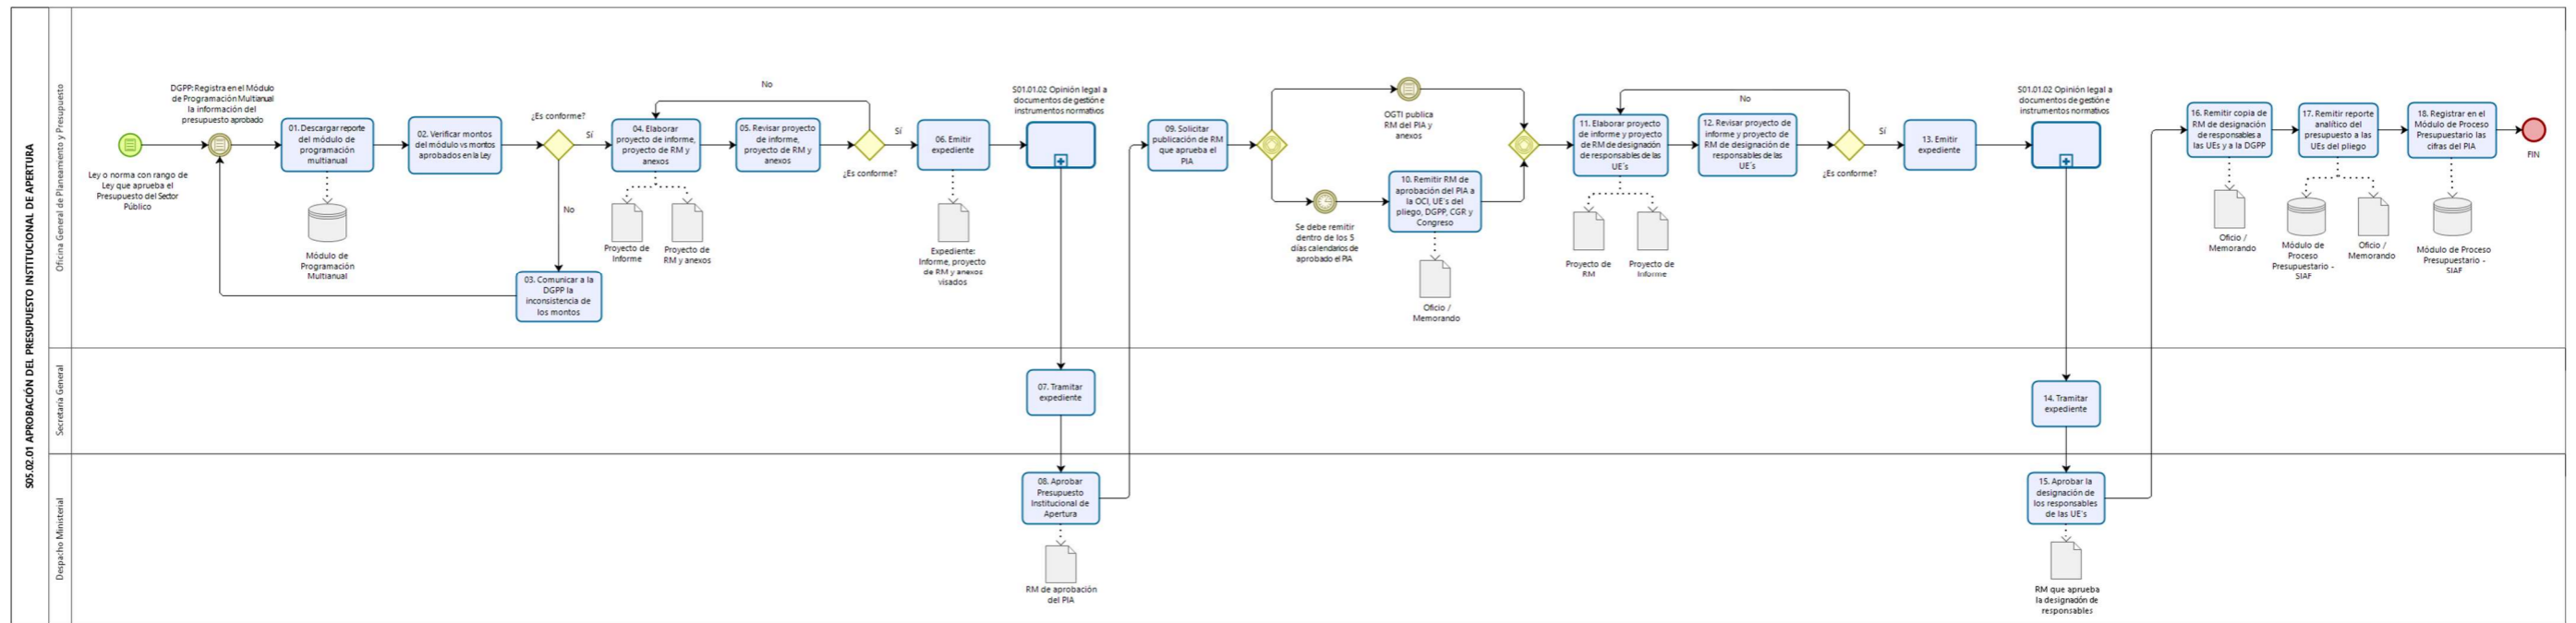 S05.02.01 APROBACIÓN DEL PRESUPUESTO INSTITUCIONAL DE APERTURA
Oficina General de Planeamiento y Presupuesto
Ley o norma con rango de
Ley que aprueba el
Presupuesto del Sector
Público
DGPP: Registra en el Módulo
de Programación Multianual
la información del
presupuesto aprobado
01. Descargar reporte
del módulo de
programación
multianual
Módulo de
Programación
Multianual
02. Verificar montos
del módulo vs montos
aprobados en la Ley
¿Es conforme?
Sí
No
03. Comunicar a la
DGPP la
inconsistencia de
los montos
04. Elaborar
proyecto de informe,
proyecto de RM y
anexos
Proyecto de
Informe
Proyecto de
RM y anexos
05. Revisar proyecto
de informe,
proyecto de RM y
anexos
No
¿Es conforme?
Sí
06. Emitir
expediente
Expediente:
Informe, proyecto
de RM y anexos
visados
S01.01.02 Opinión legal a
documentos de gestión e
instrumentos normativos
09. Solicitar
publicación de RM
que aprueba el
PIA
OGTI publica
RM del PIA y
anexos
Se debe remitir
dentro de los 5
días calendarios de
aprobado el PIA
10. Remitir RM de
aprobación del PIA a
la OCI, UE's del
pliego, DGPP, CGR y
Congreso
Oficio /
Memorando
11. Elaborar proyecto
de informe y proyecto
de RM de designación
de responsables de las
UE's
Proyecto de
RM
Proyecto de
Informe
12. Revisar proyecto de
informe y proyecto de
RM de designación de
responsables de las
UE's
No
¿Es conforme?
Sí
13. Emitir
expediente
S01.01.02 Opinión legal a
documentos de gestión e
instrumentos normativos
16. Remitir copia de
RM de designación
de responsables a
las UEs y a la DGPP
Oficio /
Memorando
17. Remitir reporte
analítico del
presupuesto a las
UEs del pliego
Módulo de
Proceso
Presupuestario -
SIAF
Oficio /
Memorando
18. Registrar en el
Módulo de Proceso
Presupuestario las
cifras del PIA
Módulo de Proceso
Presupuestario -
SIAF
FIN
Secretaría General
07. Tramitar
expediente
14. Tramitar
expediente
Despacho Ministerial
08. Aprobar
Presupuesto
Institucional de
Apertura
RM de aprobación
del PIA
15. Aprobar la
designación de
los responsables
de las UE's
RM que aprueba
la designación de
responsables